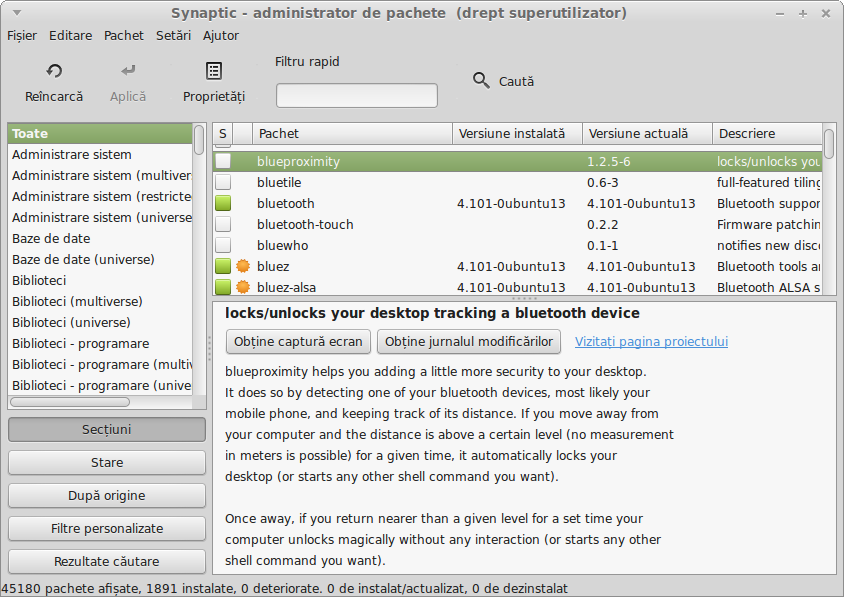 Synaptic - administrator de pachete (drept superutilizator)
Fișier Editare Pachet Setări Ajutor
Reîncarcă Aplică Proprietăți Filtru rapid Caută
Toate
Administrare sistem
Administrare sistem (multiver
Administrare sistem (restricte
Administrare sistem (universe
Baze de date
Baze de date (universe)
Biblioteci
Biblioteci (multiverse)
Biblioteci (universe)
Biblioteci - programare
Biblioteci - programare (multiv
Biblioteci - programare (unive
Secțiuni
Stare
După origine
Filtre personalizate
Rezultate căutare
S Pachet Versiune instalată Versiune actuală Descriere
blueproximity 1.2.5-6 locks/unlocks you
bluetile 0.6-3 full-featured tiling
bluetooth 4.101-0ubuntu13 4.101-0ubuntu13 Bluetooth suppor
bluetooth-touch 0.2.2 Firmware patchin
bluewho 0.1-1 notifies new disco
bluez 4.101-0ubuntu13 4.101-0ubuntu13 Bluetooth tools an
bluez-alsa 4.101-0ubuntu13 4.101-0ubuntu13 Bluetooth ALSA s
locks/unlocks your desktop tracking a bluetooth device
Obține captură ecran Obține jurnalul modificărilor Vizitați pagina proiectului
blueproximity helps you adding a little more security to your desktop.
It does so by detecting one of your bluetooth devices, most likely your
mobile phone, and keeping track of its distance. If you move away from
your computer and the distance is above a certain level (no measurement
in meters is possible) for a given time, it automatically locks your
desktop (or starts any other shell command you want).
Once away, if you return nearer than a given level for a set time your
computer unlocks magically without any interaction (or starts any other
shell command you want).
45180 pachete afișate, 1891 instalate, 0 deteriorate. 0 de instalat/actualizat, 0 de dezinstalat